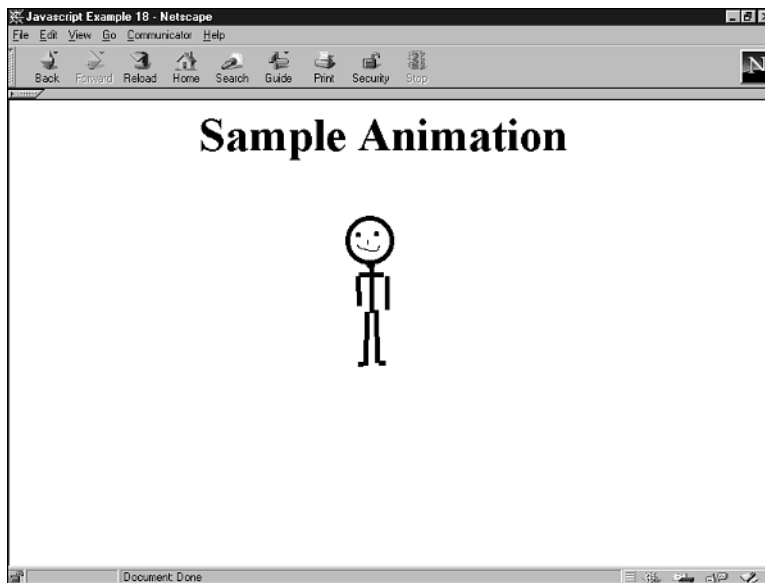 Javascript Example 18 - Netscape
File Edit View Go Communicator Help
Back Forward Reload Home Search Guide Print Security Stop
N
Sample Animation
Document: Done